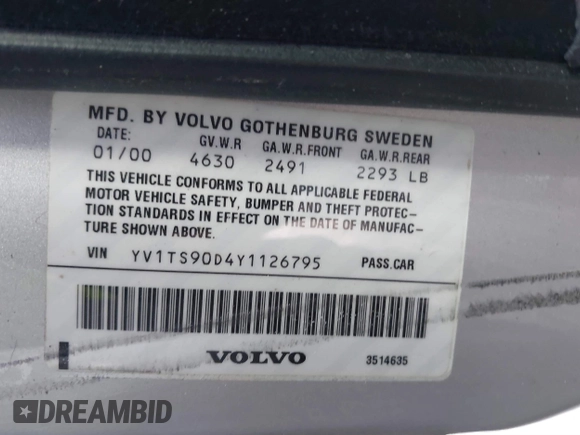 MFD. BY VOLVO GOTHENBURG SWEDEN
DATE: GV.W.R GA.W.R.FRONT GA.W.R.REAR
01/00 4630 2491 2293 LB
THIS VEHICLE CONFORMS TO ALL APPLICABLE FEDERAL
MOTOR VEHICLE SAFETY, BUMPER AND THEFT PROTEC-
TION STANDARDS IN EFFECT ON THE DATE OF MANUFAC-
TURE SHOWN ABOVE.
VIN YV1TS90D4Y1126795 PASS.CAR
VOLVO 3514635
DREAMBID